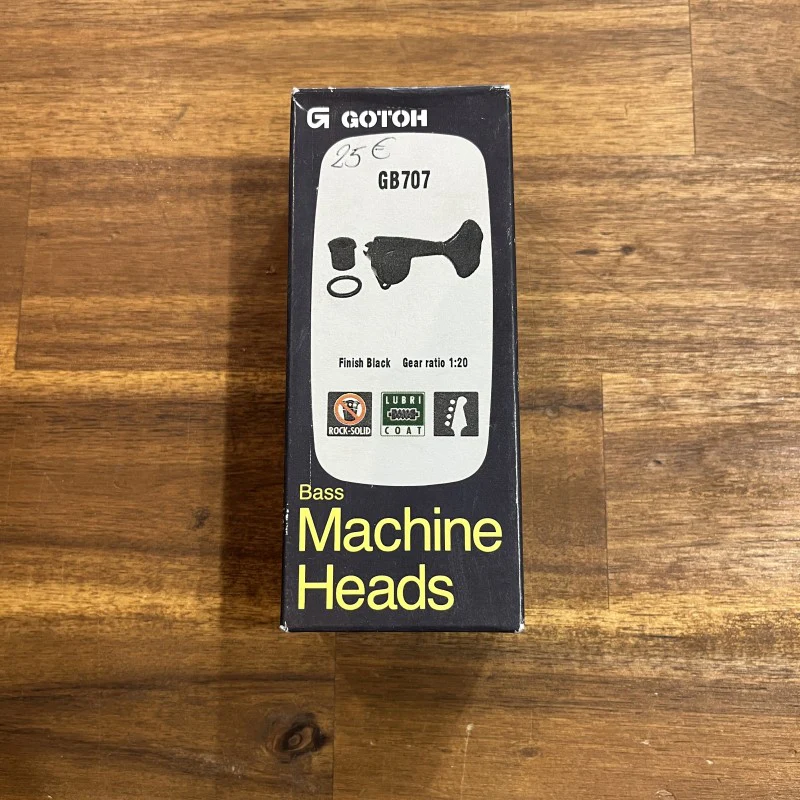 GOTOH
25 €
GB707
Finish Black Gear ratio 1:20
ROCK-SOLID
LUBRI
COAT
Bass
Machine
Heads